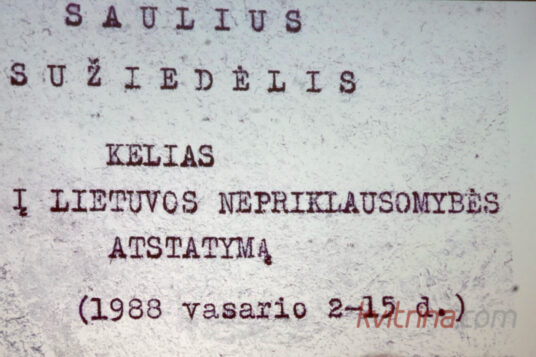 SAULIUS
SUŽIEDĖLIS
KELIAS
Į LIETUVOS NEPRIKLAUSOMYBĖS
ATSTATYMĄ
(1988 vasario 2-15 d.)
kvitrina.com